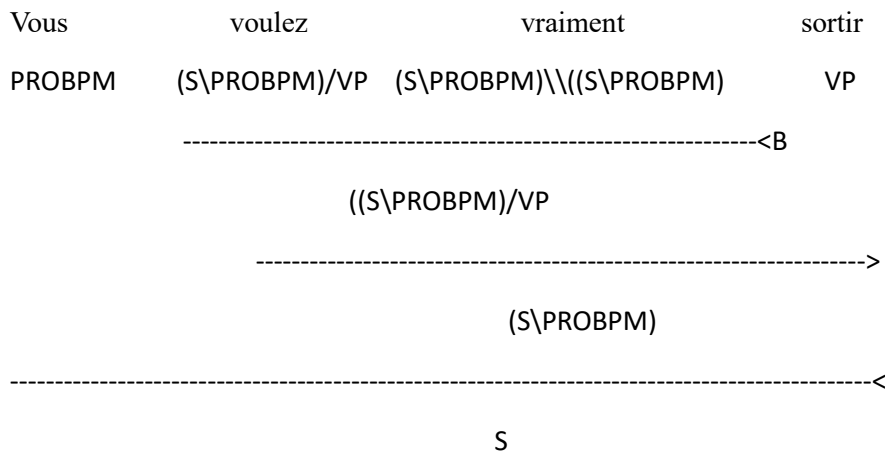 Vous voulez vraiment sortir
PROBPM (S\PROBPM)/VP (S\PROBPM)\\((S\PROBPM) VP
----------------------------------------------------------------<B
((S\PROBPM)/VP
-------------------------------------------------------------------->
(S\PROBPM)
------------------------------------------------------------------------------------------------<
S